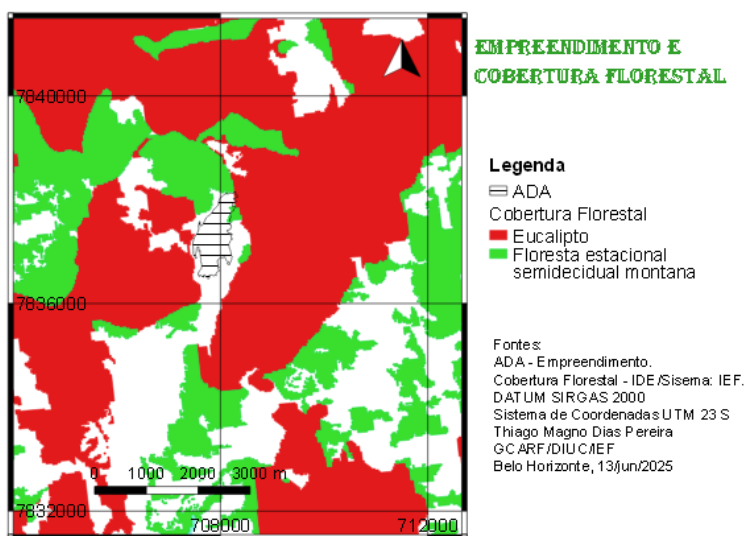 EMPREENDIMENTO E
COBERTURA FLORESTAL
7840000
Legenda
ADA
Cobertura Florestal
Eucalipto
Floresta estacional
semidecidual montana
7836000
Fontes:
ADA - Empreendimento.
Cobertura Florestal - IDE/Sisema: IEF.
DATUM SIRGAS 2000
Sistema de Coordenadas UTM 23 S
Thiago Magno Dias Pereira
GCARF/DIUC/IEF
Belo Horizonte, 13/jun/2025
0 1000 2000 3000 m
7832000
708000
712000